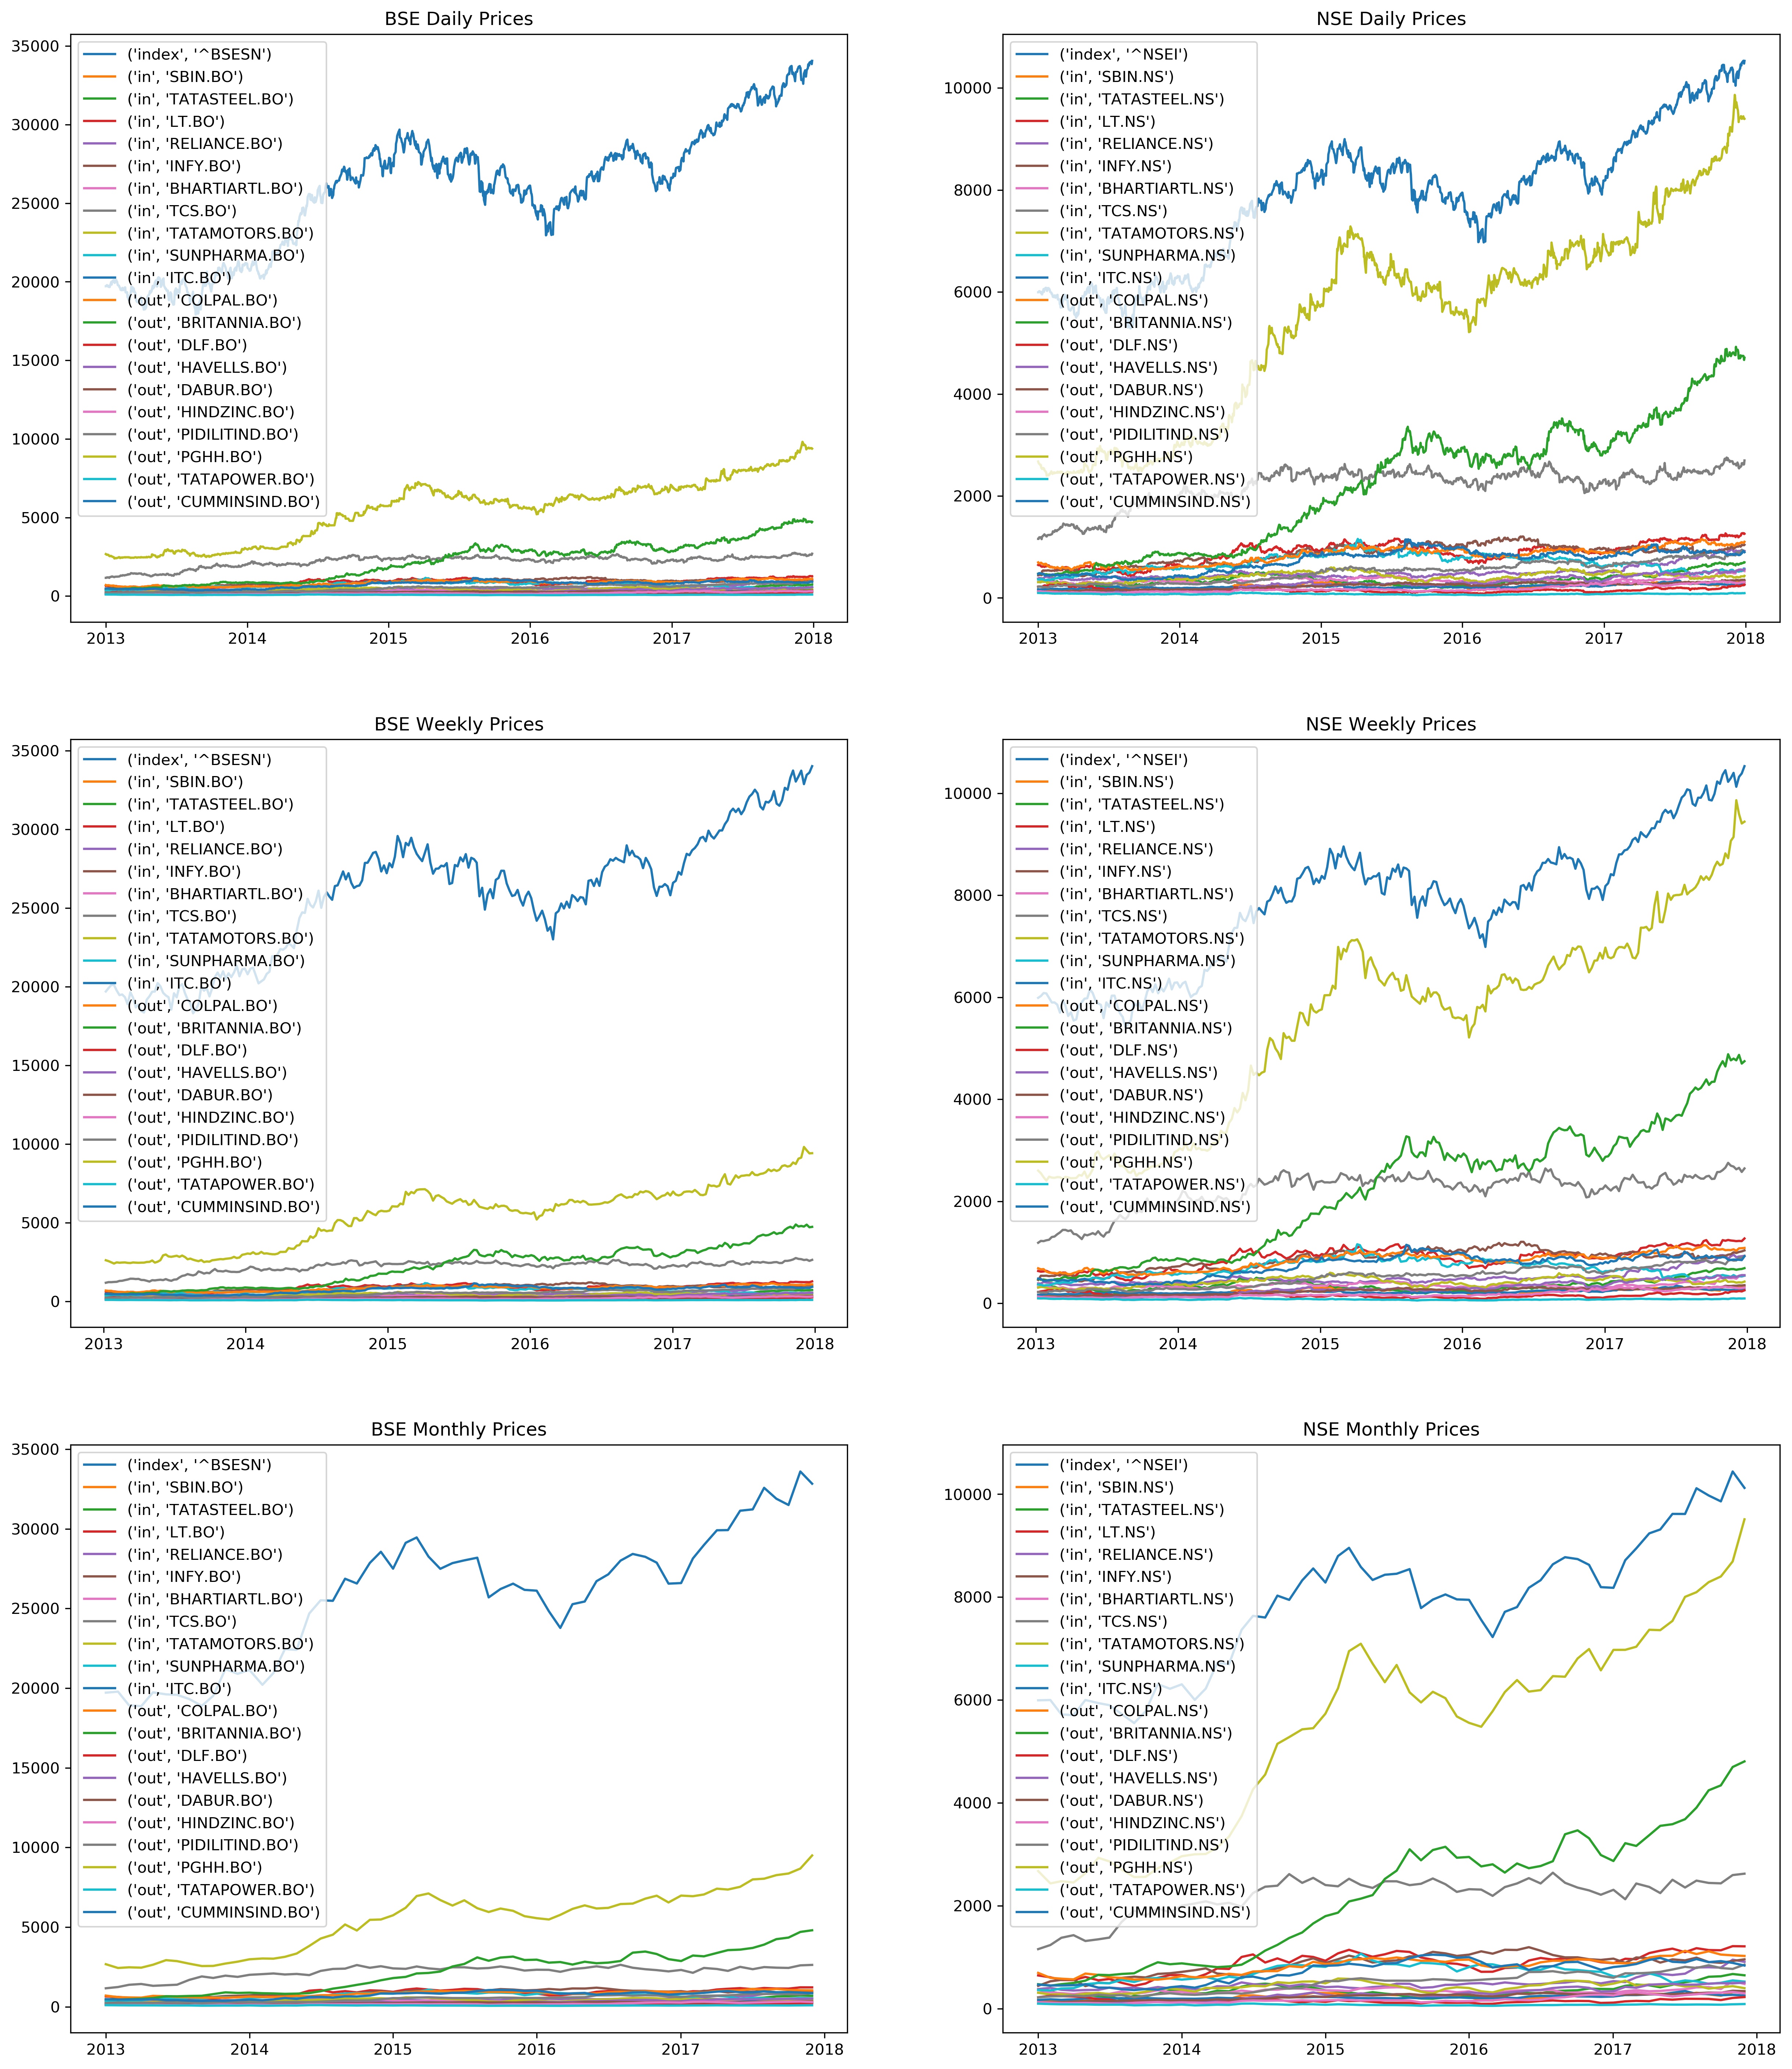 BSE Daily Prices
35000
30000
25000
20000
15000
10000
5000
0
('index', '^BSESN')
('in', 'SBIN.BO')
('in', 'TATASTEEL.BO')
('in', 'LT.BO')
('in', 'RELIANCE.BO')
('in', 'INFY.BO')
('in', 'BHARTIARTL.BO')
('in', 'TCS.BO')
('in', 'TATAMOTORS.BO')
('in', 'SUNPHARMA.BO')
('in', 'ITC.BO')
('out', 'COLPAL.BO')
('out', 'BRITANNIA.BO')
('out', 'DLF.BO')
('out', 'HAVELLS.BO')
('out', 'DABUR.BO')
('out', 'HINDZINC.BO')
('out', 'PIDILITIND.BO')
('out', 'PGHH.BO')
('out', 'TATAPOWER.BO')
('out', 'CUMMINSIND.BO')
2013 2014 2015 2016 2017 2018
NSE Daily Prices
10000
8000
6000
4000
2000
0
('index', '^NSEI')
('in', 'SBIN.NS')
('in', 'TATASTEEL.NS')
('in', 'LT.NS')
('in', 'RELIANCE.NS')
('in', 'INFY.NS')
('in', 'BHARTIARTL.NS')
('in', 'TCS.NS')
('in', 'TATAMOTORS.NS')
('in', 'SUNPHARMA.NS')
('in', 'ITC.NS')
('out', 'COLPAL.NS')
('out', 'BRITANNIA.NS')
('out', 'DLF.NS')
('out', 'HAVELLS.NS')
('out', 'DABUR.NS')
('out', 'HINDZINC.NS')
('out', 'PIDILITIND.NS')
('out', 'PGHH.NS')
('out', 'TATAPOWER.NS')
('out', 'CUMMINSIND.NS')
2013 2014 2015 2016 2017 2018
BSE Weekly Prices
35000
30000
25000
20000
15000
10000
5000
0
('index', '^BSESN')
('in', 'SBIN.BO')
('in', 'TATASTEEL.BO')
('in', 'LT.BO')
('in', 'RELIANCE.BO')
('in', 'INFY.BO')
('in', 'BHARTIARTL.BO')
('in', 'TCS.BO')
('in', 'TATAMOTORS.BO')
('in', 'SUNPHARMA.BO')
('in', 'ITC.BO')
('out', 'COLPAL.BO')
('out', 'BRITANNIA.BO')
('out', 'DLF.BO')
('out', 'HAVELLS.BO')
('out', 'DABUR.BO')
('out', 'HINDZINC.BO')
('out', 'PIDILITIND.BO')
('out', 'PGHH.BO')
('out', 'TATAPOWER.BO')
('out', 'CUMMINSIND.BO')
2013 2014 2015 2016 2017 2018
NSE Weekly Prices
10000
8000
6000
4000
2000
0
('index', '^NSEI')
('in', 'SBIN.NS')
('in', 'TATASTEEL.NS')
('in', 'LT.NS')
('in', 'RELIANCE.NS')
('in', 'INFY.NS')
('in', 'BHARTIARTL.NS')
('in', 'TCS.NS')
('in', 'TATAMOTORS.NS')
('in', 'SUNPHARMA.NS')
('in', 'ITC.NS')
('out', 'COLPAL.NS')
('out', 'BRITANNIA.NS')
('out', 'DLF.NS')
('out', 'HAVELLS.NS')
('out', 'DABUR.NS')
('out', 'HINDZINC.NS')
('out', 'PIDILITIND.NS')
('out', 'PGHH.NS')
('out', 'TATAPOWER.NS')
('out', 'CUMMINSIND.NS')
2013 2014 2015 2016 2017 2018
BSE Monthly Prices
35000
30000
25000
20000
15000
10000
5000
0
('index', '^BSESN')
('in', 'SBIN.BO')
('in', 'TATASTEEL.BO')
('in', 'LT.BO')
('in', 'RELIANCE.BO')
('in', 'INFY.BO')
('in', 'BHARTIARTL.BO')
('in', 'TCS.BO')
('in', 'TATAMOTORS.BO')
('in', 'SUNPHARMA.BO')
('in', 'ITC.BO')
('out', 'COLPAL.BO')
('out', 'BRITANNIA.BO')
('out', 'DLF.BO')
('out', 'HAVELLS.BO')
('out', 'DABUR.BO')
('out', 'HINDZINC.BO')
('out', 'PIDILITIND.BO')
('out', 'PGHH.BO')
('out', 'TATAPOWER.BO')
('out', 'CUMMINSIND.BO')
2013 2014 2015 2016 2017 2018
NSE Monthly Prices
10000
8000
6000
4000
2000
0
('index', '^NSEI')
('in', 'SBIN.NS')
('in', 'TATASTEEL.NS')
('in', 'LT.NS')
('in', 'RELIANCE.NS')
('in', 'INFY.NS')
('in', 'BHARTIARTL.NS')
('in', 'TCS.NS')
('in', 'TATAMOTORS.NS')
('in', 'SUNPHARMA.NS')
('in', 'ITC.NS')
('out', 'COLPAL.NS')
('out', 'BRITANNIA.NS')
('out', 'DLF.NS')
('out', 'HAVELLS.NS')
('out', 'DABUR.NS')
('out', 'HINDZINC.NS')
('out', 'PIDILITIND.NS')
('out', 'PGHH.NS')
('out', 'TATAPOWER.NS')
('out', 'CUMMINSIND.NS')
2013 2014 2015 2016 2017 2018